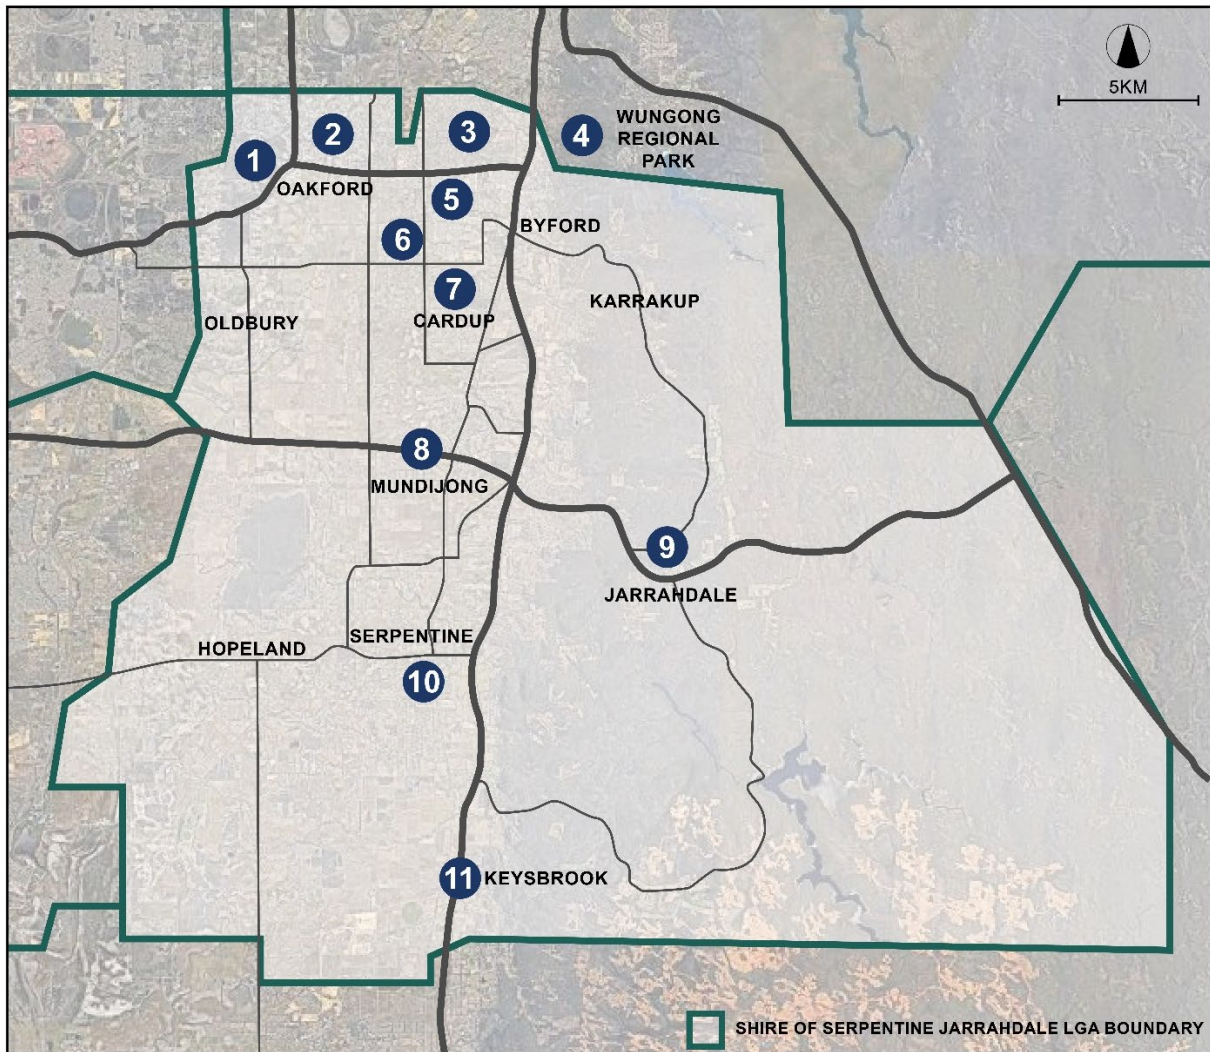 5KM
WUNGONG
REGIONAL
PARK
1
2
3
4
OAKFORD
5
6
BYFORD
7
KARRAKUP
CARDUP
OLDBURY
8
MUNDIJONG
9
JARRAHDALE
SERPENTINE
HOPELAND
10
11 KEYSBROOK
SHIRE OF SERPENTINE JARRAHDALE LGA BOUNDARY